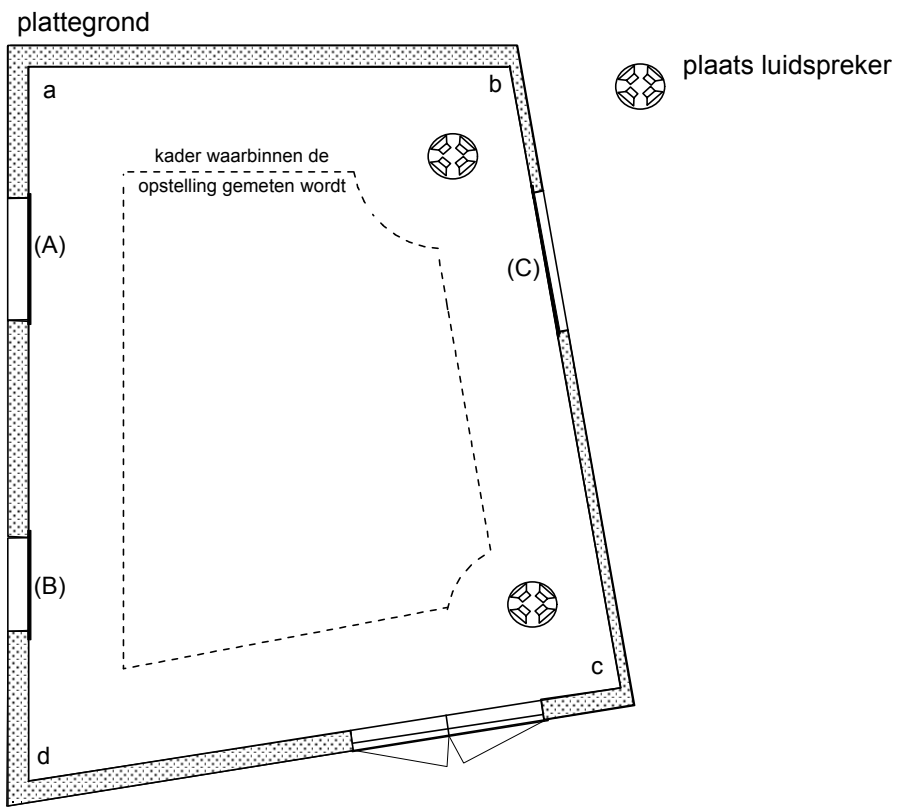 plattegrond
plaats luidspreker
a
b
kader waarbinnen de
opstelling gemeten wordt
(A)
(C)
(B)
c
d